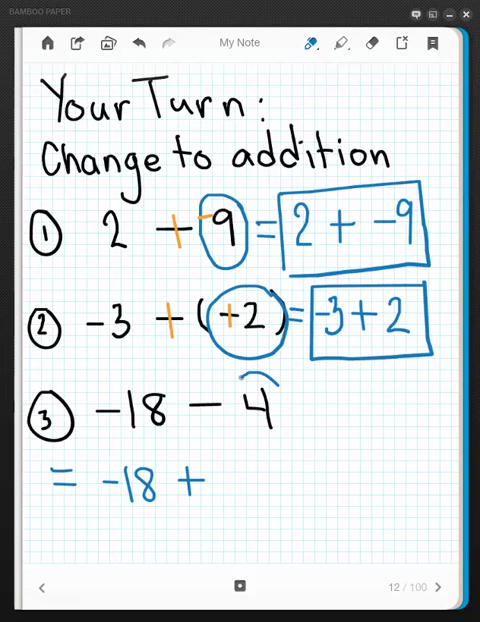 BAMBOO PAPER
My Note
Your Turn:
Change to addition
① 2 + -9 = 2 + -9
② -3 + (+2) = -3 + 2
③ -18 - 4
= -18 +
12 / 100